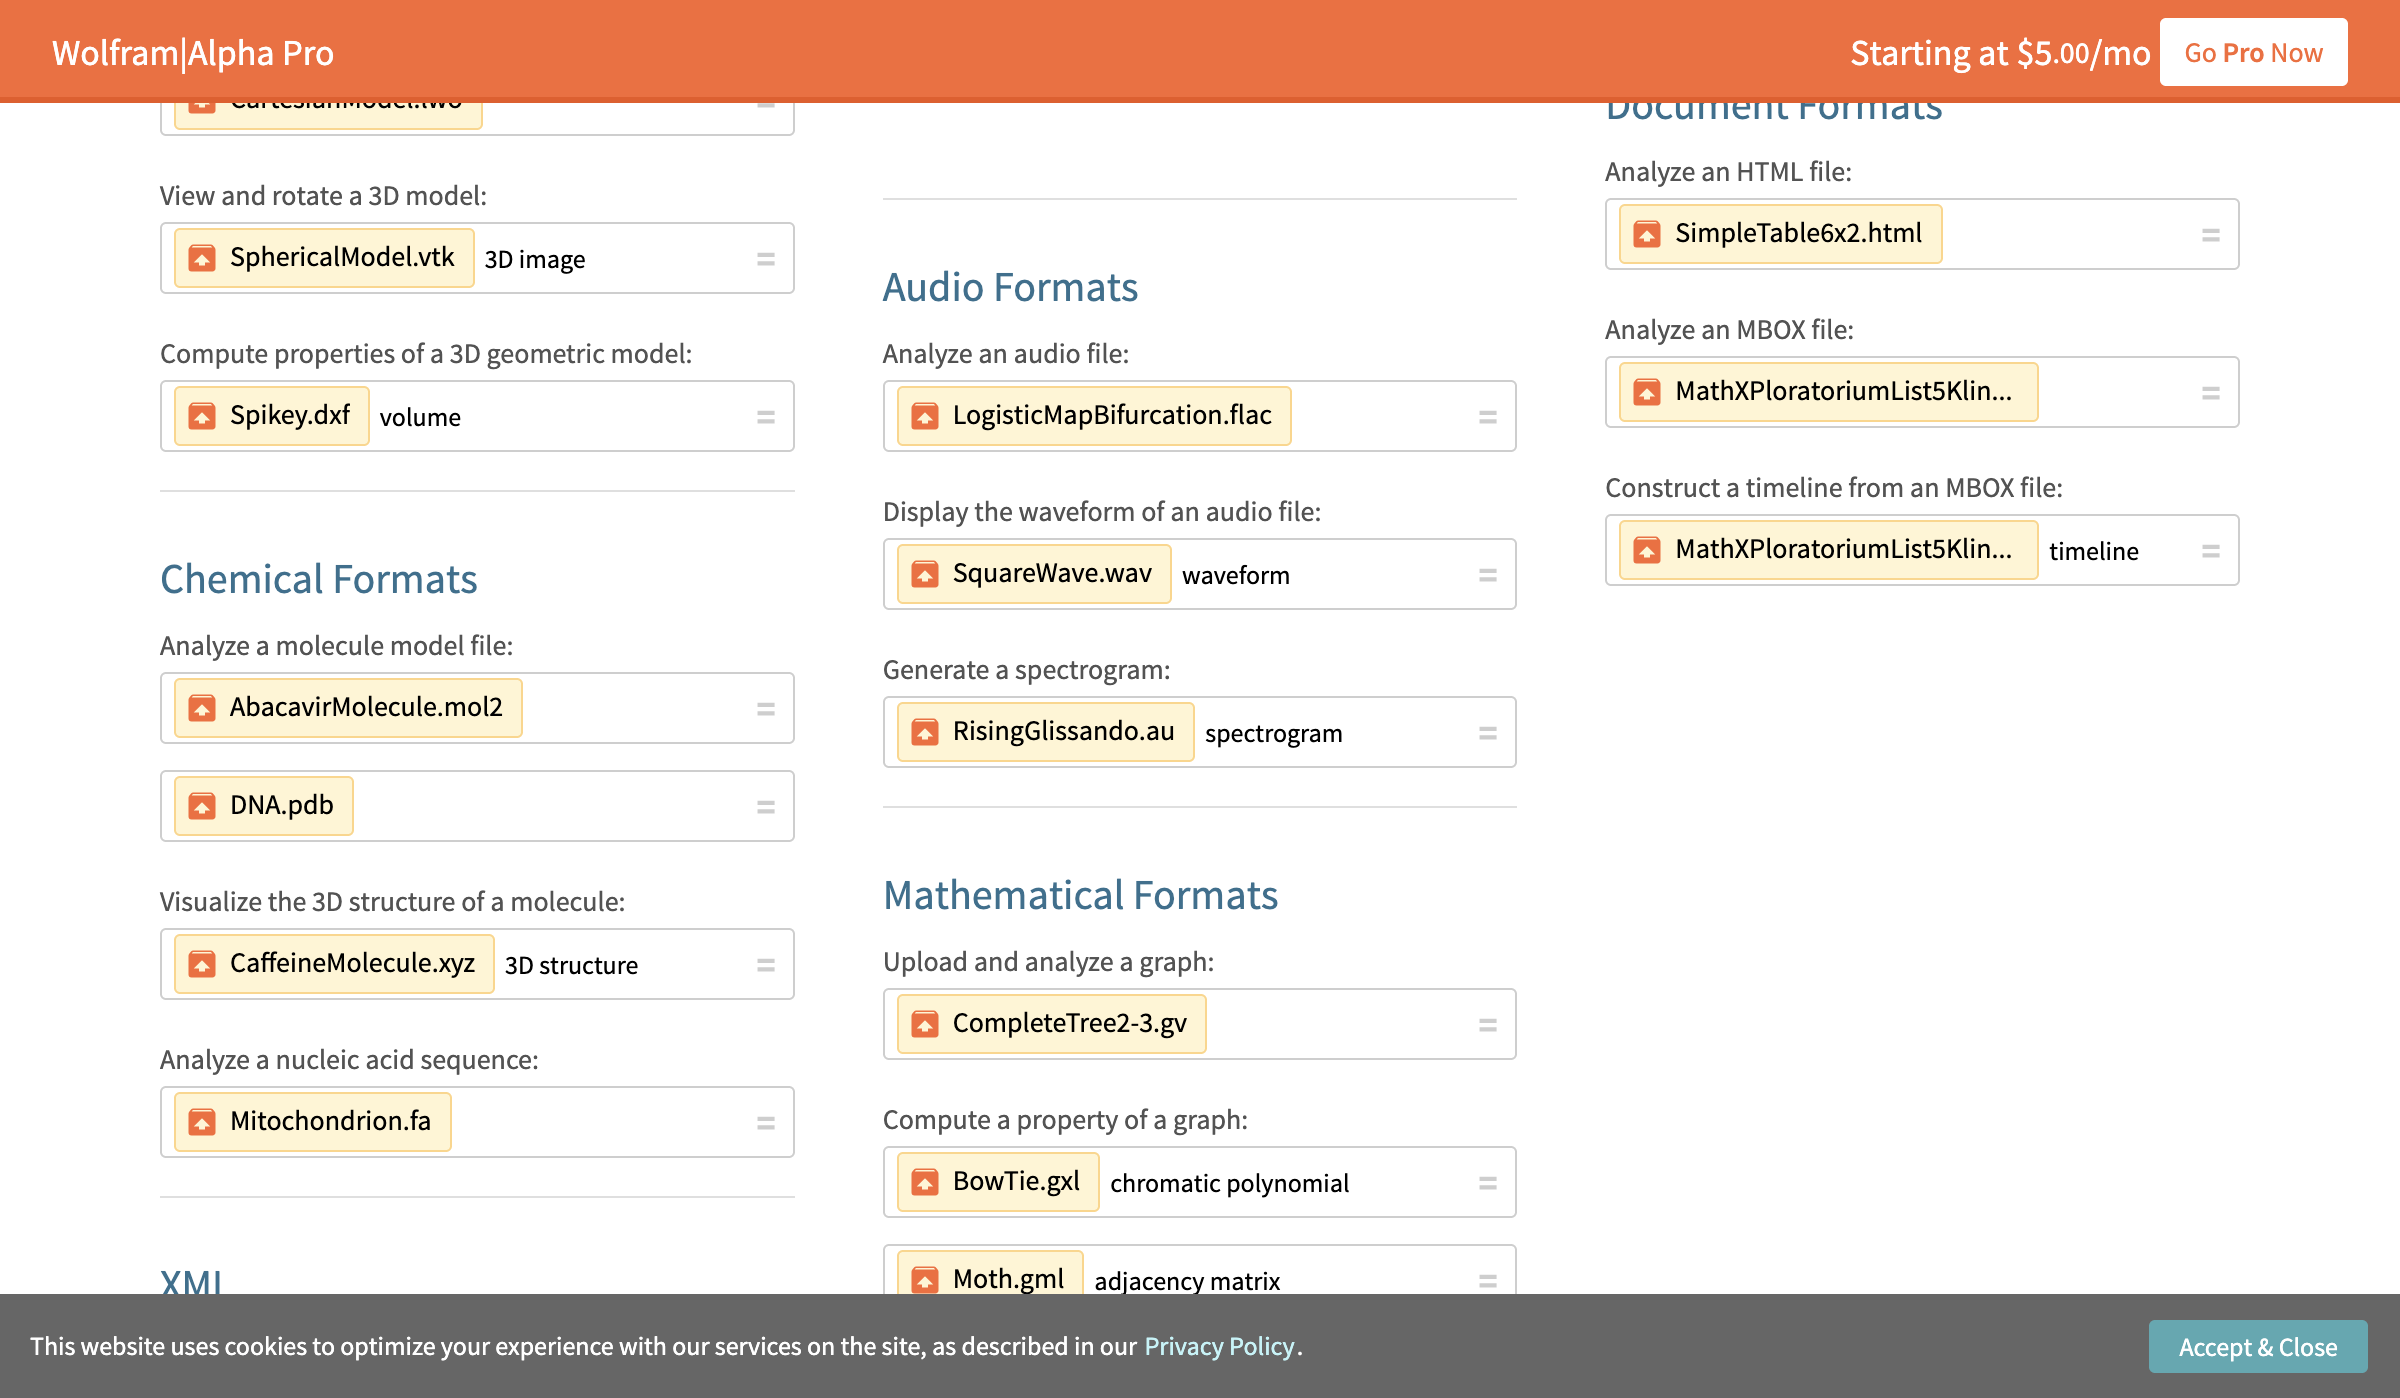 Wolfram|Alpha Pro
Starting at $5.00/mo
Go Pro Now
CartesianModel.lwo
View and rotate a 3D model:
SphericalModel.vtk 3D image =
Compute properties of a 3D geometric model:
Spikey.dxf volume =
Chemical Formats
Analyze a molecule model file:
AbacavirMolecule.mol2 =
DNA.pdb =
Visualize the 3D structure of a molecule:
CaffeineMolecule.xyz 3D structure =
Analyze a nucleic acid sequence:
Mitochondrion.fa =
XML
Audio Formats
Analyze an audio file:
LogisticMapBifurcation.flac =
Display the waveform of an audio file:
SquareWave.wav waveform =
Generate a spectrogram:
RisingGlissando.au spectrogram =
Mathematical Formats
Upload and analyze a graph:
CompleteTree2-3.gv =
Compute a property of a graph:
BowTie.gxl chromatic polynomial =
Moth.gml adjacency matrix =
Document Formats
Analyze an HTML file:
SimpleTable6x2.html =
Analyze an MBOX file:
MathXPloratoriumList5Klin... =
Construct a timeline from an MBOX file:
MathXPloratoriumList5Klin... timeline =
This website uses cookies to optimize your experience with our services on the site, as described in our Privacy Policy.
Accept & Close